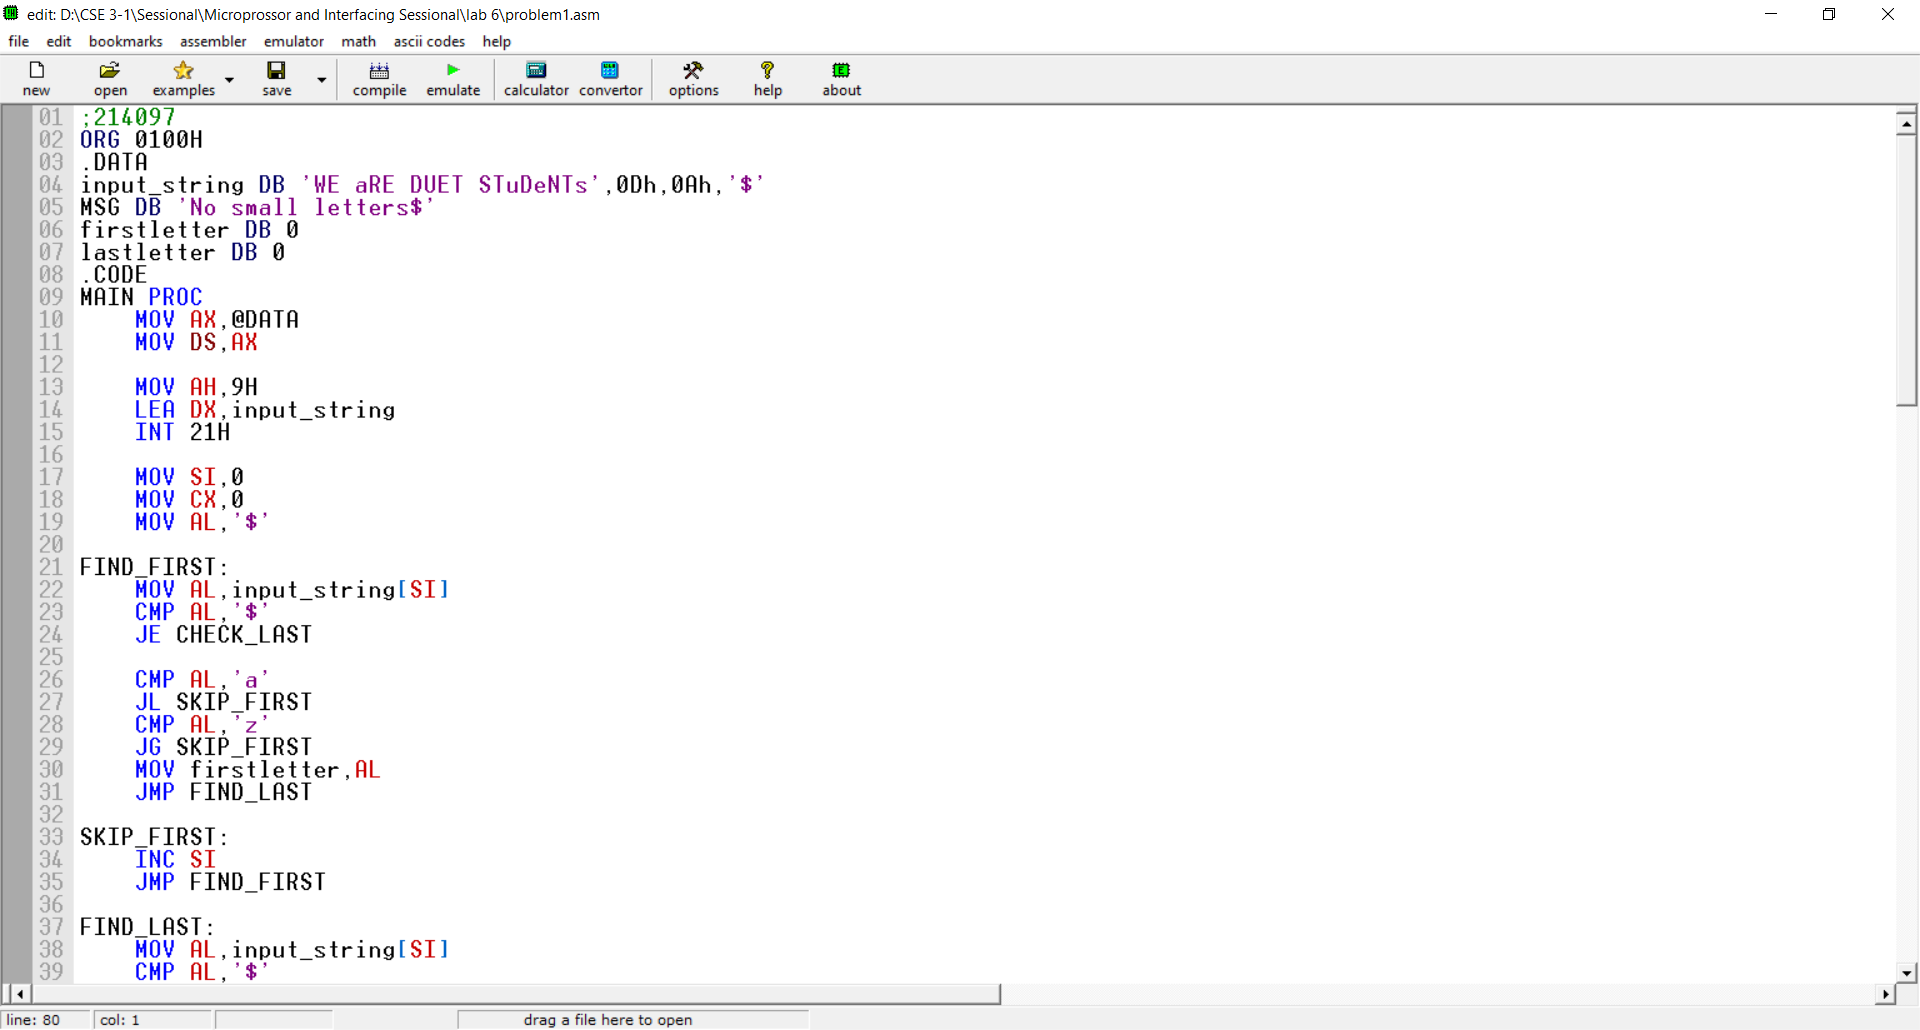 edit: D:\CSE 3-1\Sessional\Microprossor and Interfacing Sessional\lab 6\problem1.asm
file edit bookmarks assembler emulator math ascii codes help
new open examples save compile emulate calculator convertor options help about
01 ;214097
02 ORG 0100H
03 .DATA
04 input_string DB 'WE aRE DUET STuDeNTs',0Dh,0Ah,'$'
05 MSG DB 'No small letters$'
06 firstletter DB 0
07 lastletter DB 0
08 .CODE
09 MAIN PROC
10     MOV AX,@DATA
11     MOV DS,AX
12
13     MOV AH,9H
14     LEA DX,input_string
15     INT 21H
16
17     MOV SI,0
18     MOV CX,0
19     MOV AL,'$'
20
21 FIND_FIRST:
22     MOV AL,input_string[SI]
23     CMP AL,'$'
24     JE CHECK_LAST
25
26     CMP AL,'a'
27     JL SKIP_FIRST
28     CMP AL,'z'
29     JG SKIP_FIRST
30     MOV firstletter,AL
31     JMP FIND_LAST
32
33 SKIP_FIRST:
34     INC SI
35     JMP FIND_FIRST
36
37 FIND_LAST:
38     MOV AL,input_string[SI]
39     CMP AL,'$'
line: 80 col: 1 drag a file here to open